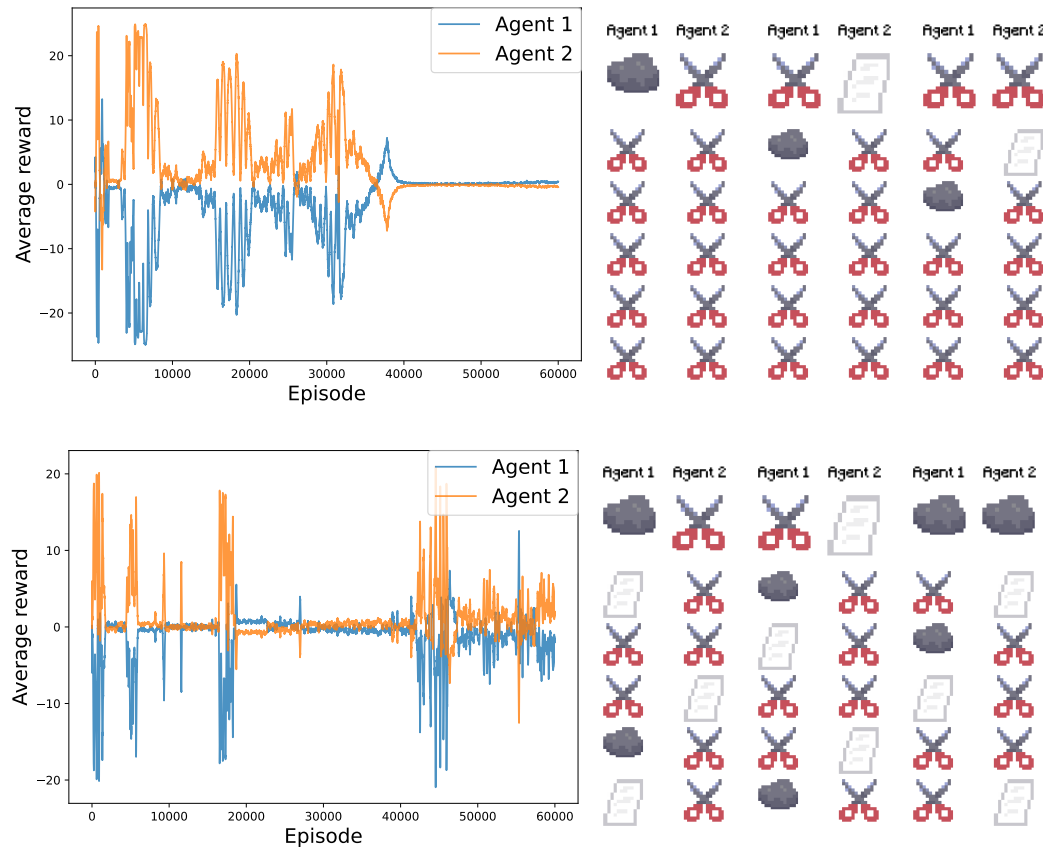 Agent 1
Agent 2
Average reward
20
10
0
−10
−20
0 10000 20000 30000 40000 50000 60000
Episode
Agent 1 Agent 2 Agent 1 Agent 2 Agent 1 Agent 2
Agent 1
Agent 2
Average reward
20
10
0
−10
−20
0 10000 20000 30000 40000 50000 60000
Episode
Agent 1 Agent 2 Agent 1 Agent 2 Agent 1 Agent 2